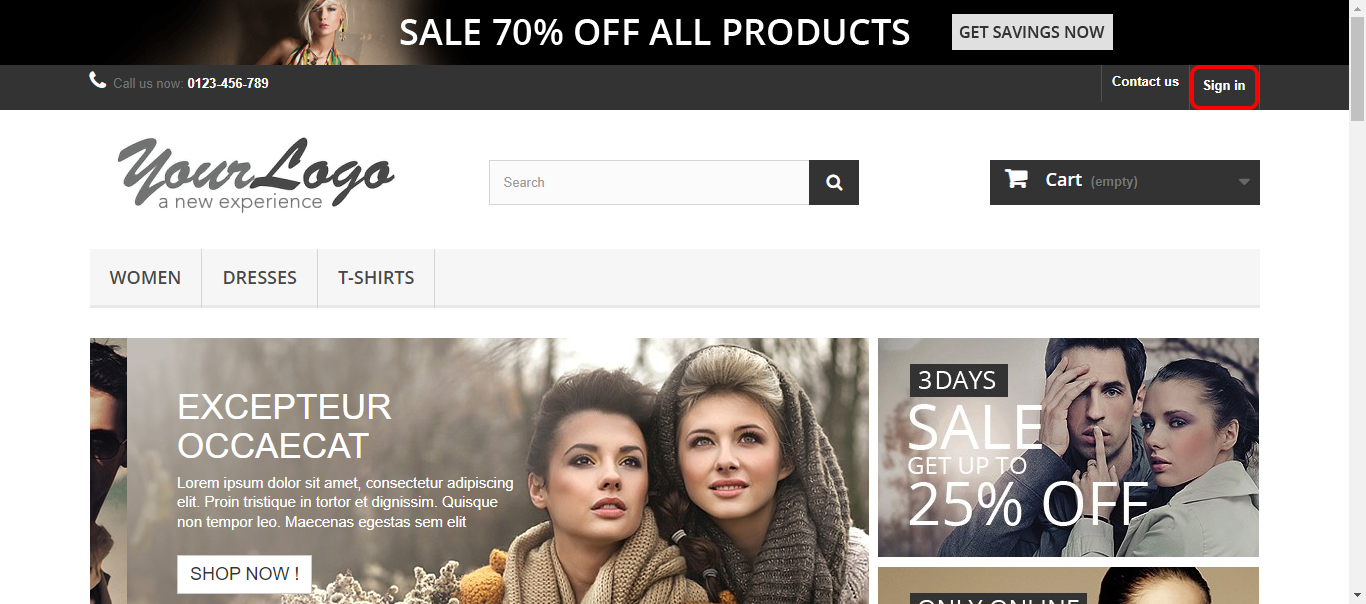 SALE 70% OFF ALL PRODUCTS
GET SAVINGS NOW
Call us now: 0123-456-789
Contact us
Sign in
YourLogo
a new experience
Search
Cart (empty)
WOMEN
DRESSES
T-SHIRTS
EXCEPTEUR
OCCAECAT
Lorem ipsum dolor sit amet, consectetur adipiscing
elit. Proin tristique in tortor et dignissim. Quisque
non tempor leo. Maecenas egestas sem elit
SHOP NOW !
3 DAYS
SALE
GET UP TO
25% OFF
ONLY ONLINE